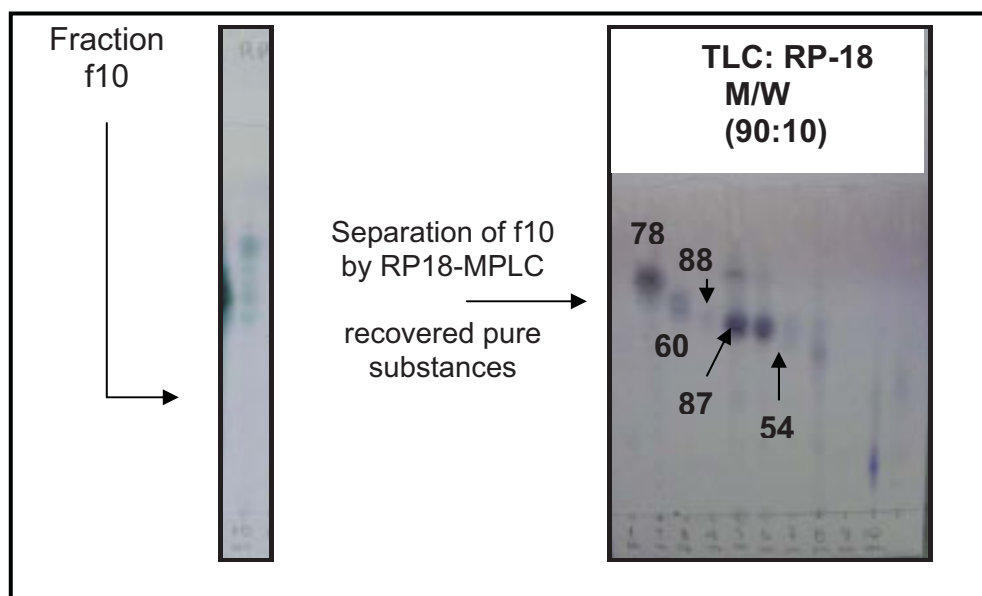 Fraction
f10
Separation of f10
by RP18-MPLC
recovered pure
substances
TLC: RP-18
M/W
(90:10)
78
88
60
87
54